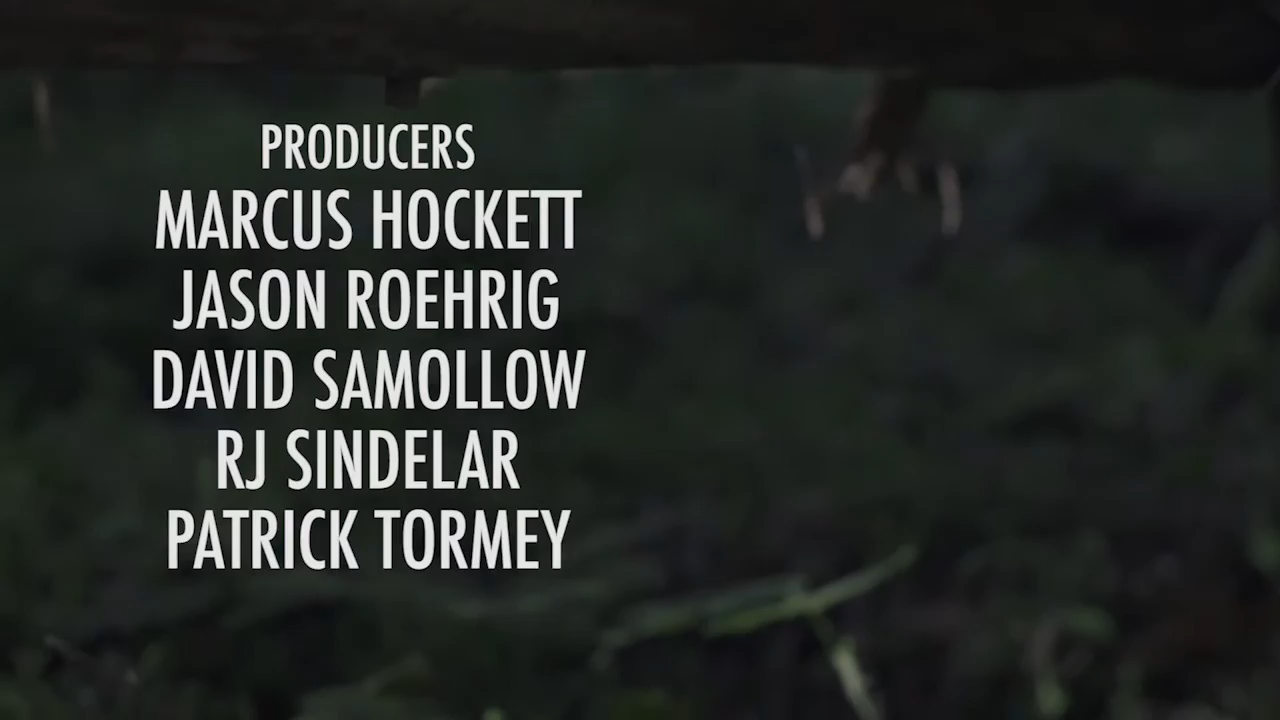 PRODUCERS
MARCUS HOCKETT
JASON ROEHRIG
DAVID SAMOLLOW
RJ SINDELAR
PATRICK TORMEY